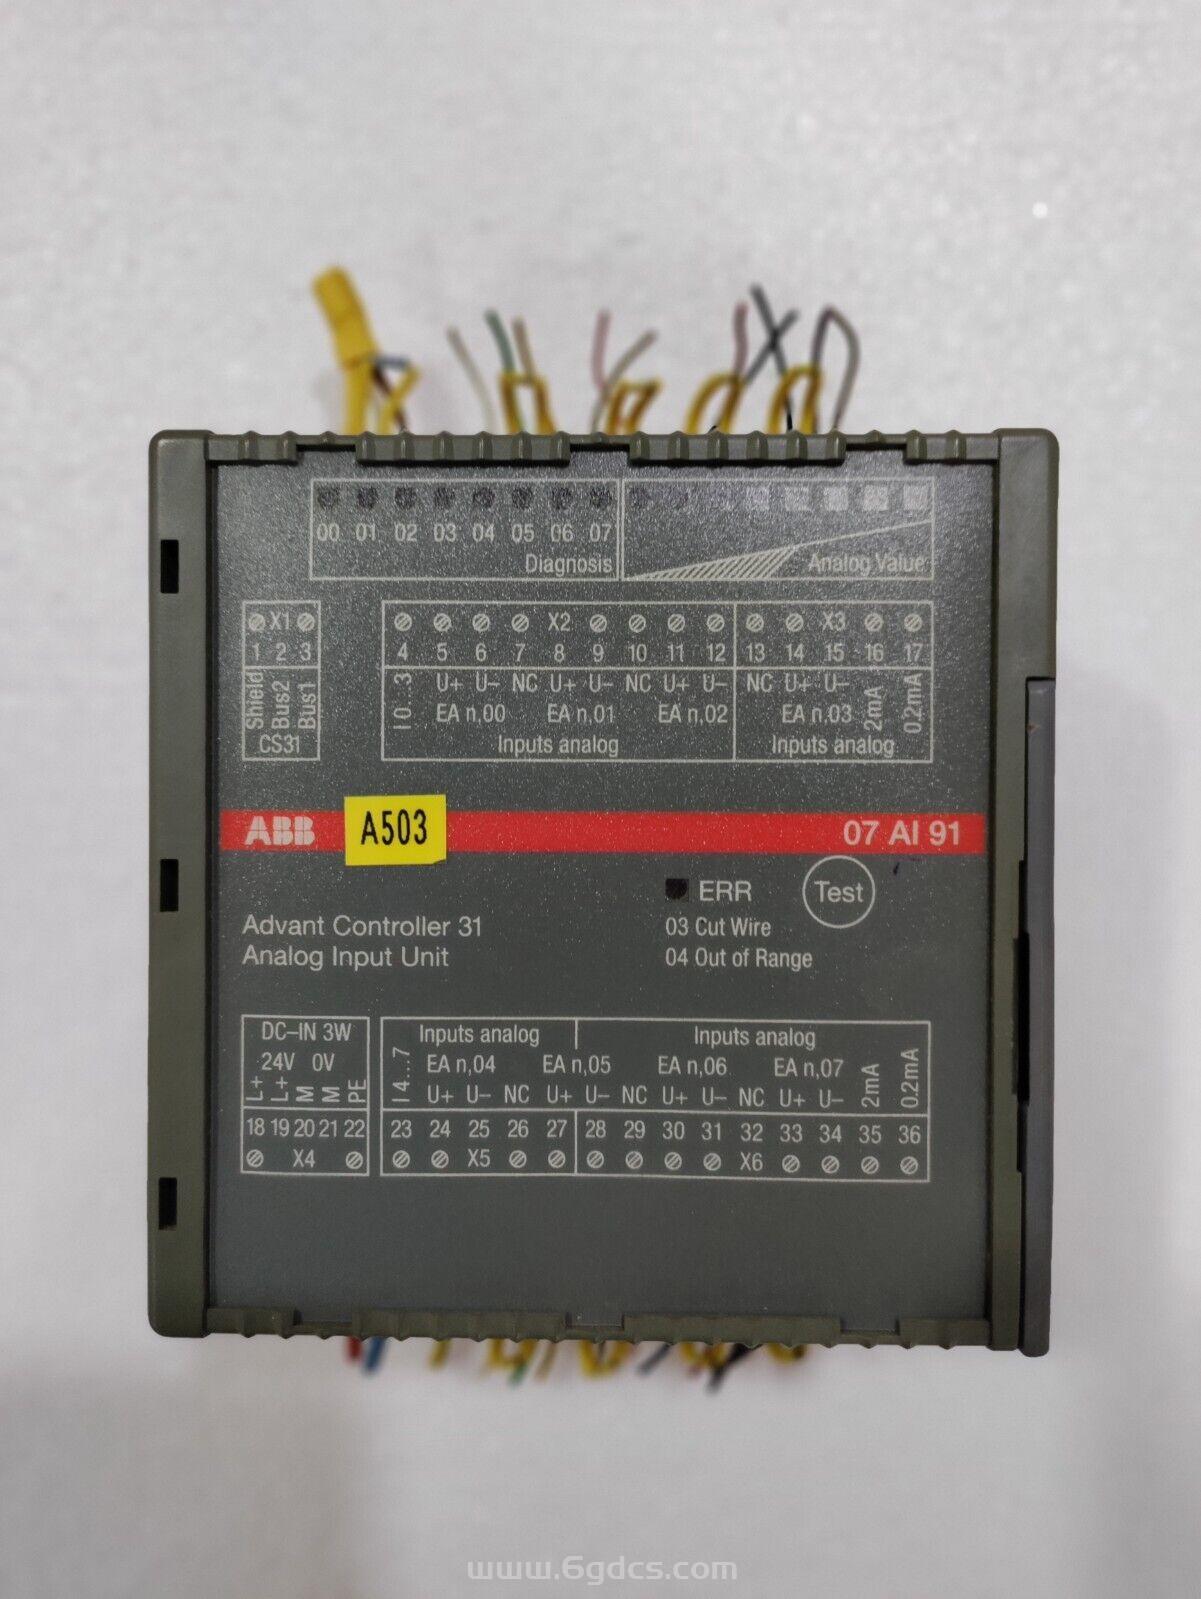 00 01 02 03 04 05 06 07
Diagnosis
Analog Value
X1
1 2 3
Shield
Bus2
Bus1
CS31
X2
4 5 6 7 8 9 10 11 12
I 0...3
U+ U– NC U+ U– NC U+ U–
EA n,00 EA n,01 EA n,02
Inputs analog
X3
13 14 15 16 17
NC U+ U–
EA n.03
2mA
0.2mA
Inputs analog
ABB
A503
07 AI 91
ERR
Test
03 Cut Wire
04 Out of Range
Advant Controller 31
Analog Input Unit
DC–IN 3W
24V 0V
L+
L+
M
M
PE
18 19 20 21 22
X4
Inputs analog
Inputs analog
I 4...7
EA n,04 EA n,05 EA n,06 EA n,07
U+ U– NC U+ U– NC U+ U– NC U+ U–
2mA
0.2mA
23 24 25 26 27 28 29 30 31 32 33 34 35 36
X5
X6
www.6gdcs.com